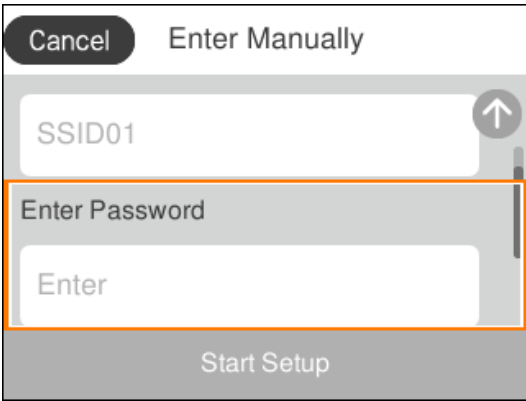 Cancel Enter Manually
SSID01
Enter Password
Enter
Start Setup